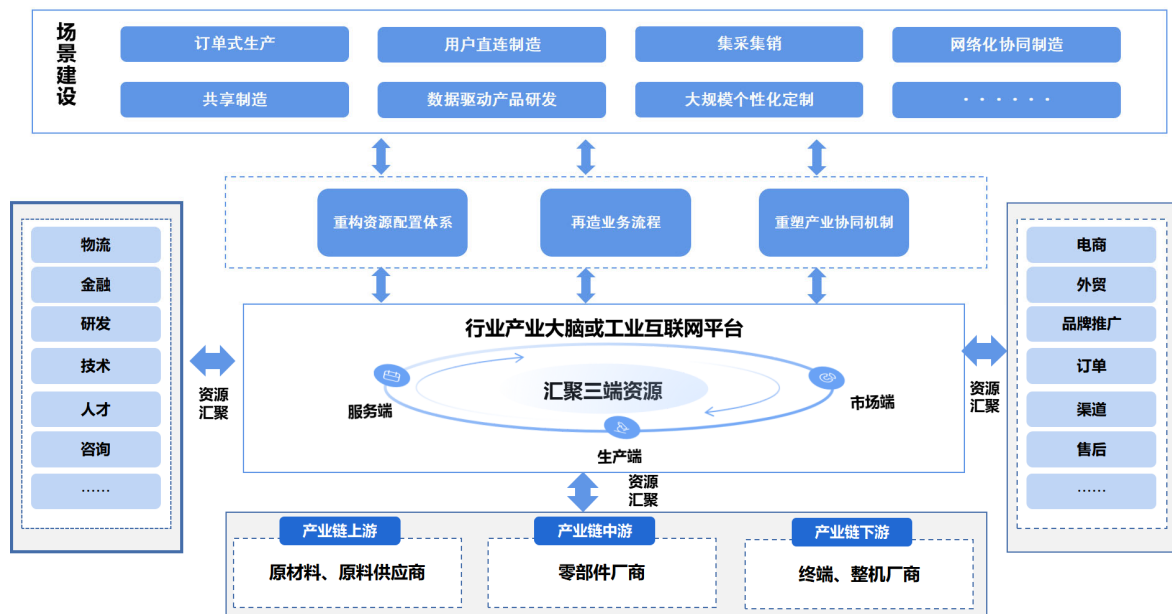 场景建设
订单式生产
用户直连制造
集采集销
网络化协同制造
共享制造
数据驱动产品研发
大规模个性化定制
······
重构资源配置体系
再造业务流程
重塑产业协同机制
物流
金融
研发
技术
人才
咨询
......
资源
汇聚
行业产业大脑或工业互联网平台
汇聚三端资源
服务端
市场端
生产端
资源
汇聚
电商
外贸
品牌推广
订单
渠道
售后
......
资源
汇聚
产业链上游
原材料、原料供应商
产业链中游
零部件厂商
产业链下游
终端、整机厂商